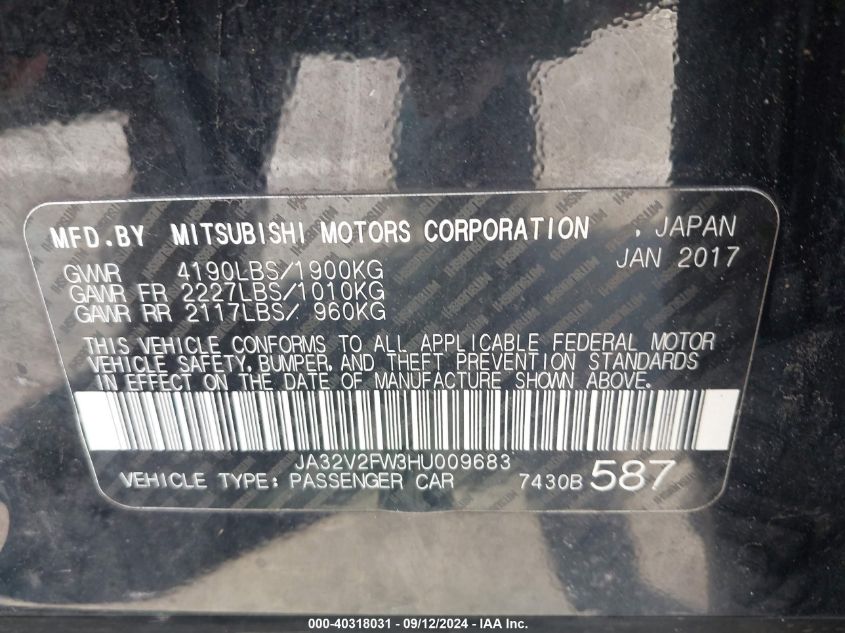 MFD.BY MITSUBISHI MOTORS CORPORATION , JAPAN
JAN 2017
GVWR 4190LBS/1900KG
GAWR FR 2227LBS/1010KG
GAWR RR 2117LBS/ 960KG
THIS VEHICLE CONFORMS TO ALL APPLICABLE FEDERAL MOTOR
VEHICLE SAFETY, BUMPER, AND THEFT PREVENTION STANDARDS
IN EFFECT ON THE DATE OF MANUFACTURE SHOWN ABOVE.
JA32V2FW3HU009683
VEHICLE TYPE: PASSENGER CAR 7430B 587
000-40318031 - 09/12/2024 - IAA Inc.